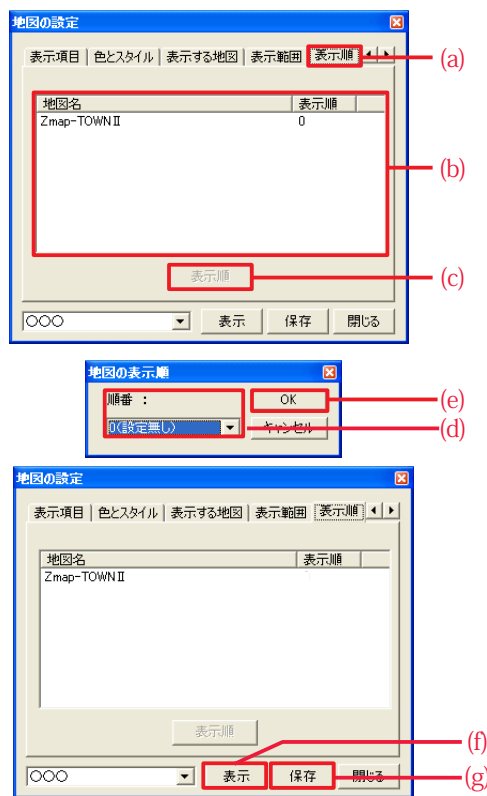 地図の設定
表示項目 色とスタイル 表示する地図 表示範囲 表示順
(a)
地図名 表示順
Zmap-TOWNⅡ 0
(b)
表示順
(c)
○○○ 表示 保存 閉じる
地図の表示順
順番 : OK
(e)
0(設定無し) キャンセル
(d)
地図の設定
表示項目 色とスタイル 表示する地図 表示範囲 表示順
地図名 表示順
Zmap-TOWNⅡ
表示順
(f)
○○○ 表示 保存 閉じる
(g)